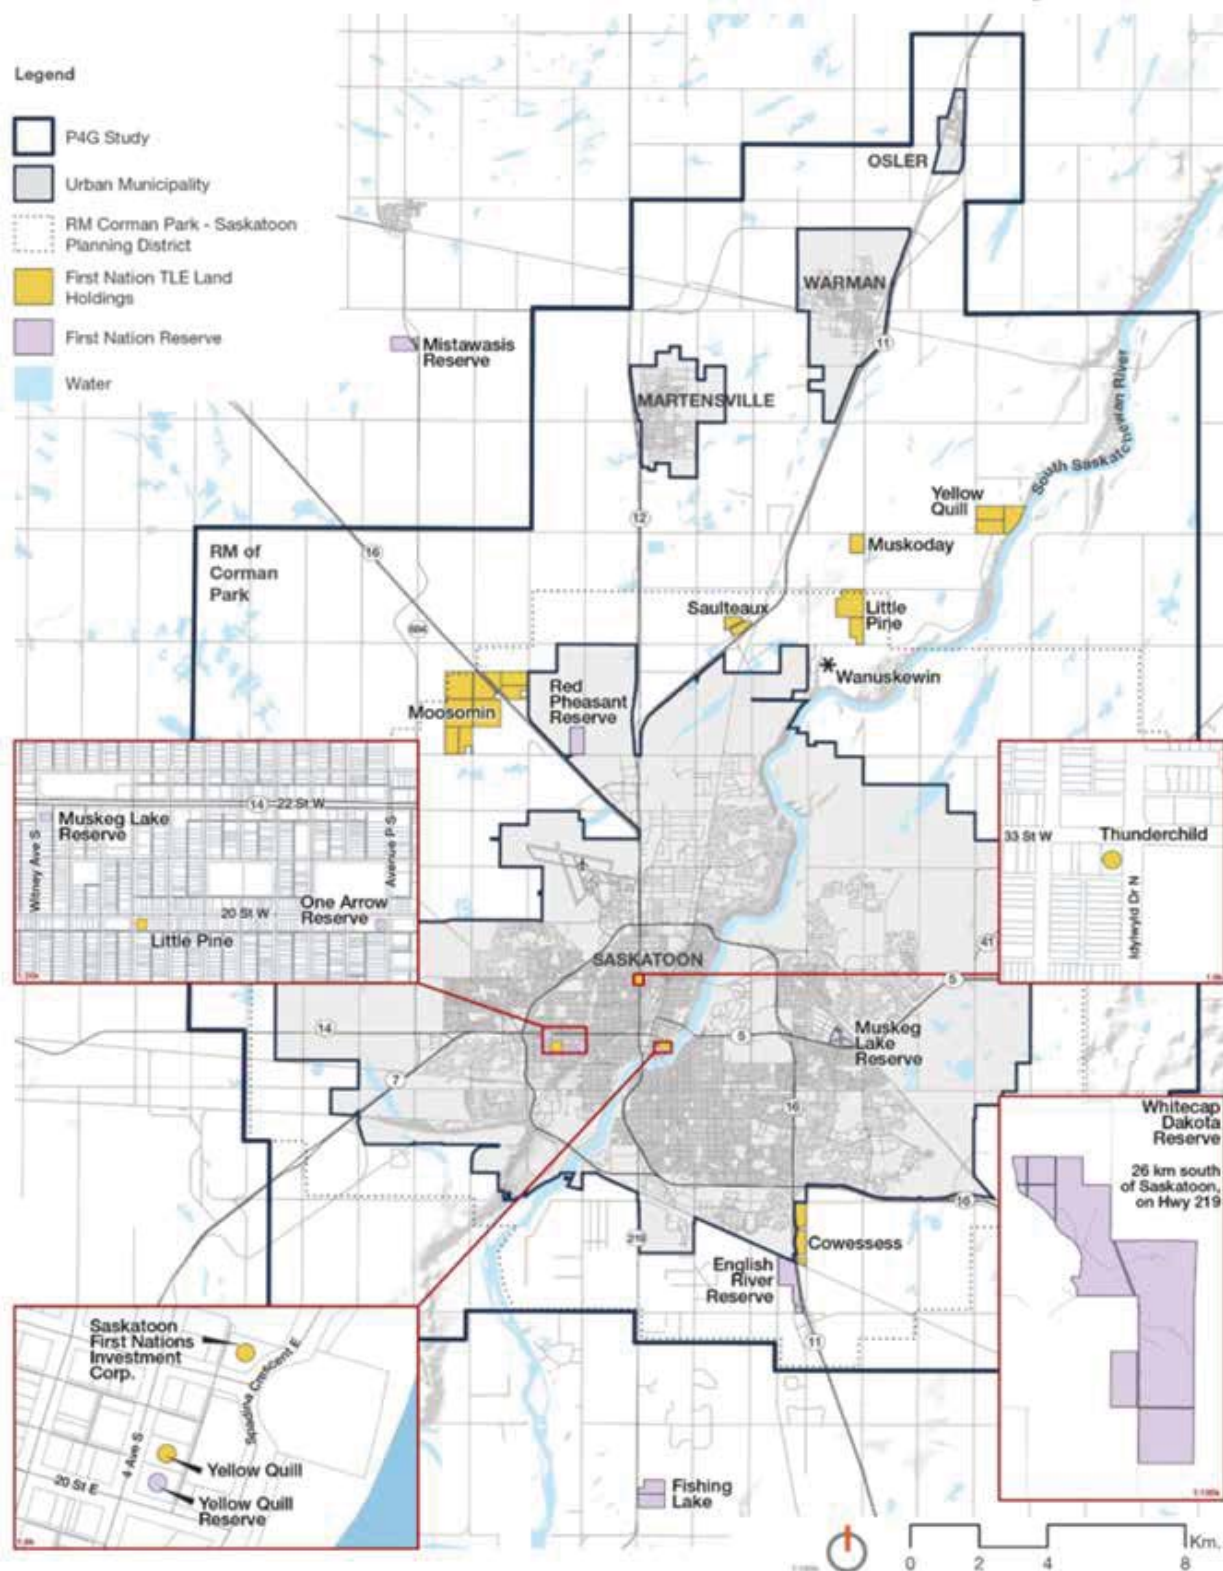 Legend
P4G Study
Urban Municipality
RM Corman Park - Saskatoon
Planning District
First Nation TLE Land
Holdings
First Nation Reserve
Water
OSLER
WARMAN
11
Mistawasis
Reserve
MARTENSVILLE
South Saskatchewan River
Yellow
Quill
12
Muskoday
16
RM of
Corman
Park
Saulteaux
Little
Pine
684
Wanuskewin
Red
Pheasant
Reserve
Moosomin
14
22 St W
Muskeg Lake
Reserve
Witney Ave S
Avenue P S
One Arrow
Reserve
20 St W
Little Pine
33 St W
Thunderchild
Idylwyld Dr N
41
SASKATOON
5
14
5
Muskeg
Lake
Reserve
7
16
Whitecap
Dakota
Reserve
26 km south
of Saskatoon,
on Hwy 219
16
219
Cowessess
English
River
Reserve
11
Saskatoon
First Nations
Investment
Corp.
Spadina Crescent E
4 Ave S
20 St E
Yellow Quill
Yellow Quill
Reserve
Fishing
Lake
Km.
0
2
4
8